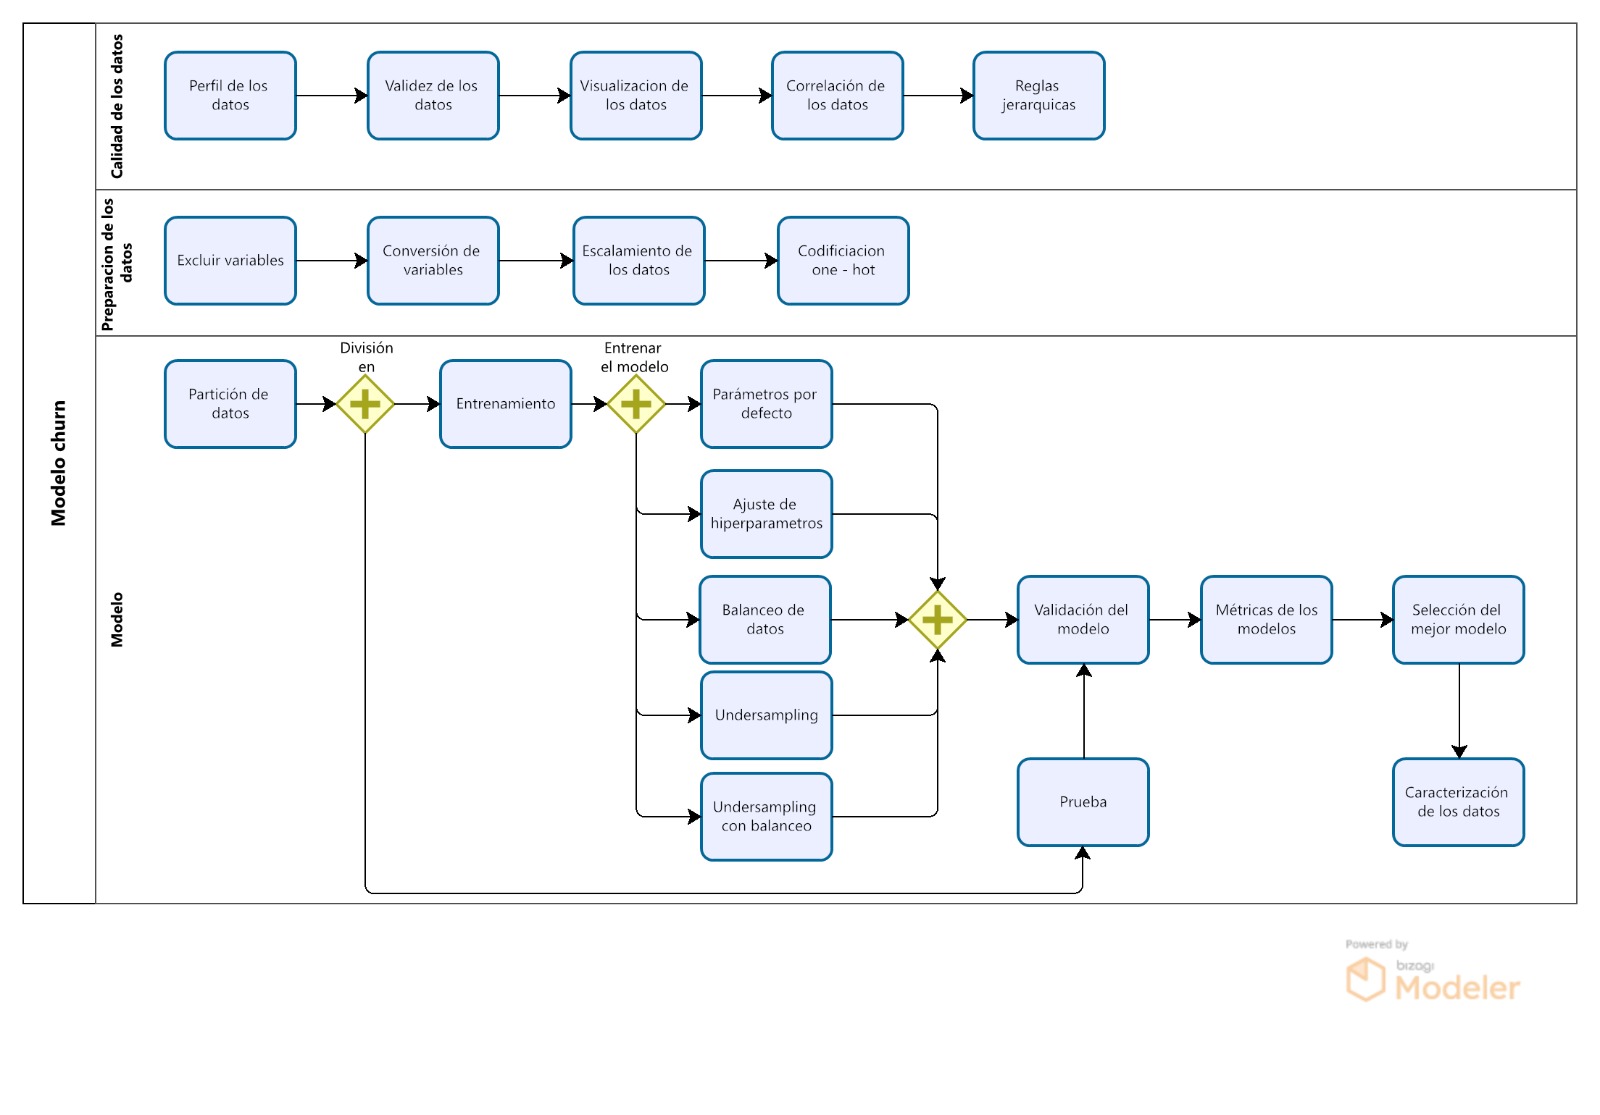 Modelo churn
Calidad de los datos
Perfil de los
datos
Validez de los
datos
Visualizacion de
los datos
Correlación de
los datos
Reglas
jerarquicas
Preparacion de los
datos
Excluir variables
Conversión de
variables
Escalamiento de
los datos
Codificiacion
one - hot
Modelo
Partición de
datos
División
en
Entrenamiento
Entrenar
el modelo
Parámetros por
defecto
Ajuste de
hiperparametros
Balanceo de
datos
Undersampling
Undersampling
con balanceo
Validación del
modelo
Métricas de los
modelos
Selección del
mejor modelo
Prueba
Caracterización
de los datos
Powered by
bizagi
Modeler